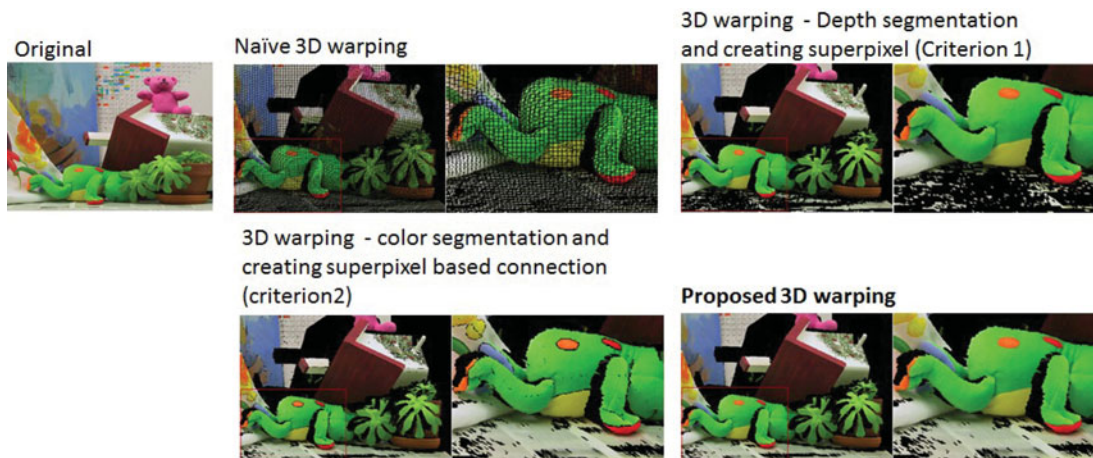 Original
Naïve 3D warping
3D warping - Depth segmentation
and creating superpixel (Criterion 1)
3D warping - color segmentation and
creating superpixel based connection
(criterion2)
Proposed 3D warping